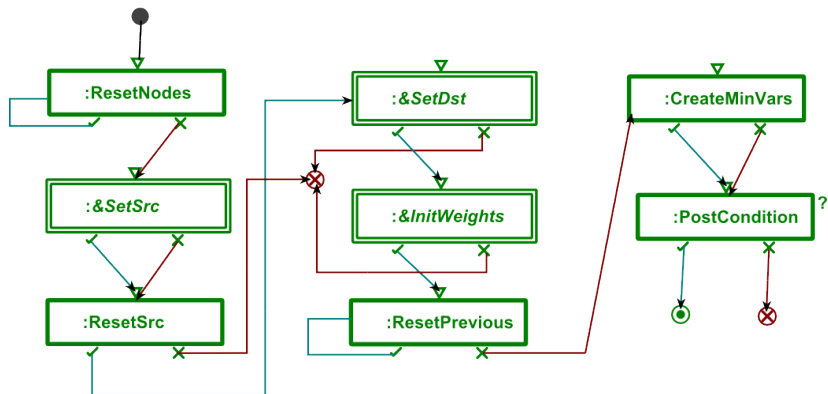 :ResetNodes
:&SetSrc
:ResetSrc
:&SetDst
:&InitWeights
:ResetPrevious
:CreateMinVars
:PostCondition
?